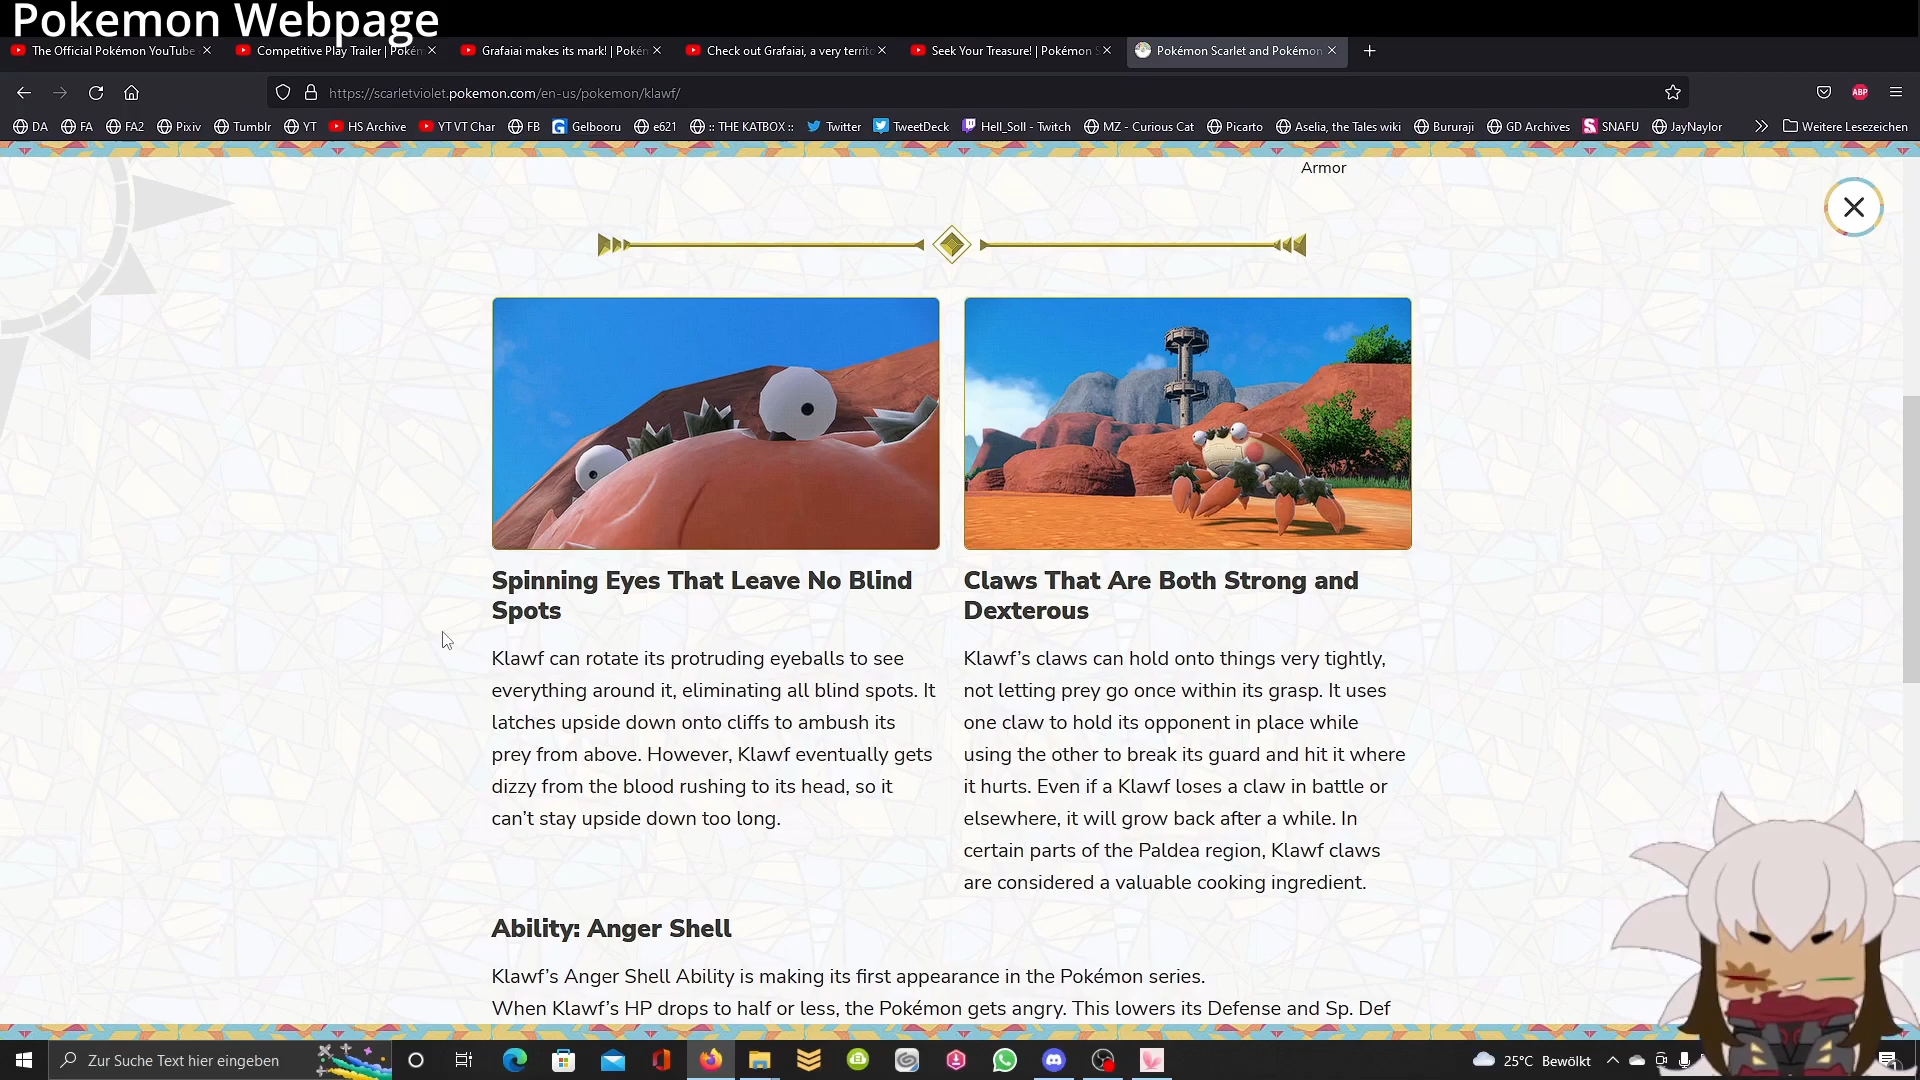 Pokemon Webpage
The Official Pokémon YouTube
Competitive Play Trailer | Pokén
Grafaiai makes its mark! | Pokén
Check out Grafaiai, a very territo
Seek Your Treasure! | Pokémon S
Pokémon Scarlet and Pokémon
https://scarletviolet.pokemon.com/en-us/pokemon/klawf/
ABP
DA FA FA2 Pixiv Tumblr YT HS Archive YT VT Char FB Gelbooru e621 :: THE KATBOX :: Twitter TweetDeck Hell_Soll - Twitch MZ - Curious Cat Picarto Aselia, the Tales wiki Bururaji GD Archives SNAFU JayNaylor Weitere Lesezeichen
Armor
Spinning Eyes That Leave No Blind
Spots
Klawf can rotate its protruding eyeballs to see
everything around it, eliminating all blind spots. It
latches upside down onto cliffs to ambush its
prey from above. However, Klawf eventually gets
dizzy from the blood rushing to its head, so it
can't stay upside down too long.
Claws That Are Both Strong and
Dexterous
Klawf's claws can hold onto things very tightly,
not letting prey go once within its grasp. It uses
one claw to hold its opponent in place while
using the other to break its guard and hit it where
it hurts. Even if a Klawf loses a claw in battle or
elsewhere, it will grow back after a while. In
certain parts of the Paldea region, Klawf claws
are considered a valuable cooking ingredient.
Ability: Anger Shell
Klawf's Anger Shell Ability is making its first appearance in the Pokémon series.
When Klawf's HP drops to half or less, the Pokémon gets angry. This lowers its Defense and Sp. Def
Zur Suche Text hier eingeben
25°C Bewölkt